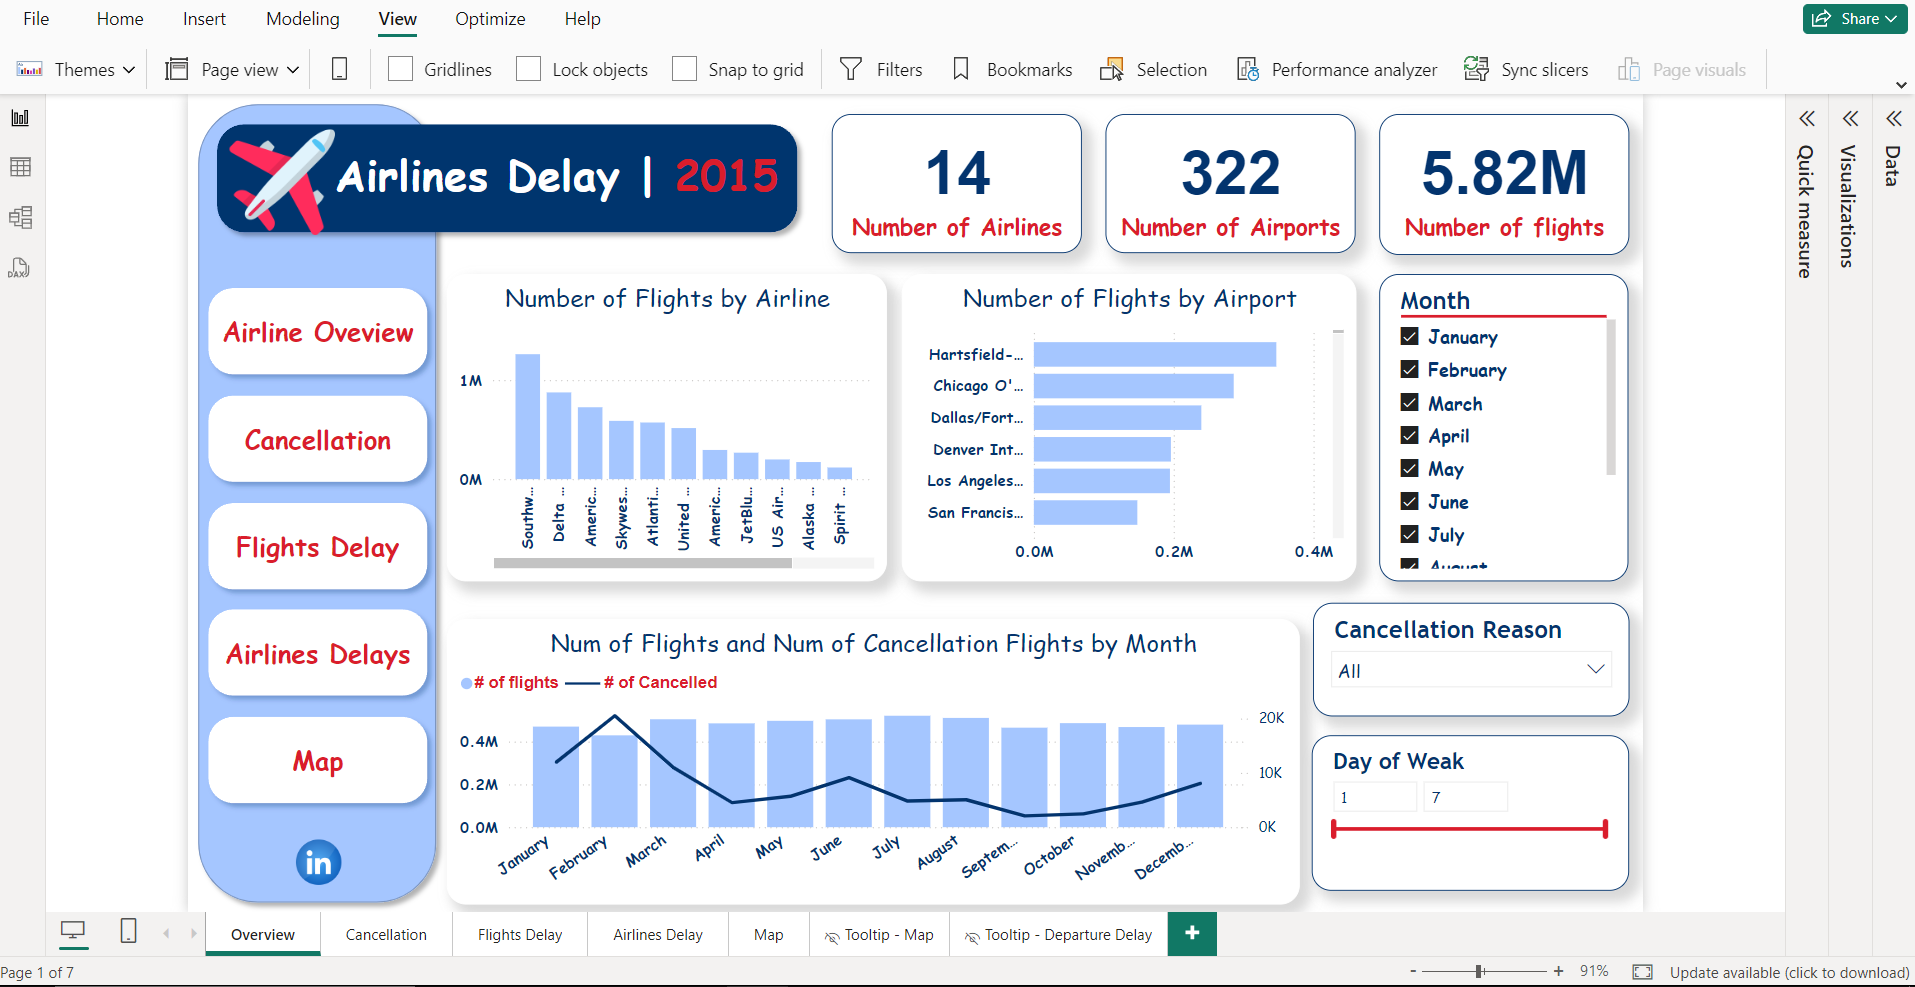 File Home Insert Modeling View Optimize Help
Share
Themes Page view Gridlines Lock objects Snap to grid Filters Bookmarks Selection Performance analyzer Sync slicers Page visuals
Airlines Delay | 2015
14
Number of Airlines
322
Number of Airports
5.82M
Number of flights
Quick measure
Visualizations
Data
DAX
Airline Oveview
Cancellation
Flights Delay
Airlines Delays
Map
in
Number of Flights by Airline
1M
0M
Southw...
Delta ...
Americ...
Skywes...
Atlanti...
United ...
Americ...
JetBlu...
US Air...
Alaska ...
Spirit ...
Number of Flights by Airport
Hartsfield-...
Chicago O'...
Dallas/Fort...
Denver Int...
Los Angeles...
San Francis...
0.0M 0.2M 0.4M
Month
January
February
March
April
May
June
July
August
Num of Flights and Num of Cancellation Flights by Month
# of flights # of Cancelled
0.4M
0.2M
0.0M
20K
10K
0K
January
February
March
April
May
June
July
August
Septem...
October
Novemb...
Decemb...
Cancellation Reason
All
Day of Weak
1 7
Overview Cancellation Flights Delay Airlines Delay Map Tooltip - Map Tooltip - Departure Delay +
Page 1 of 7
- + 91% Update available (click to download)